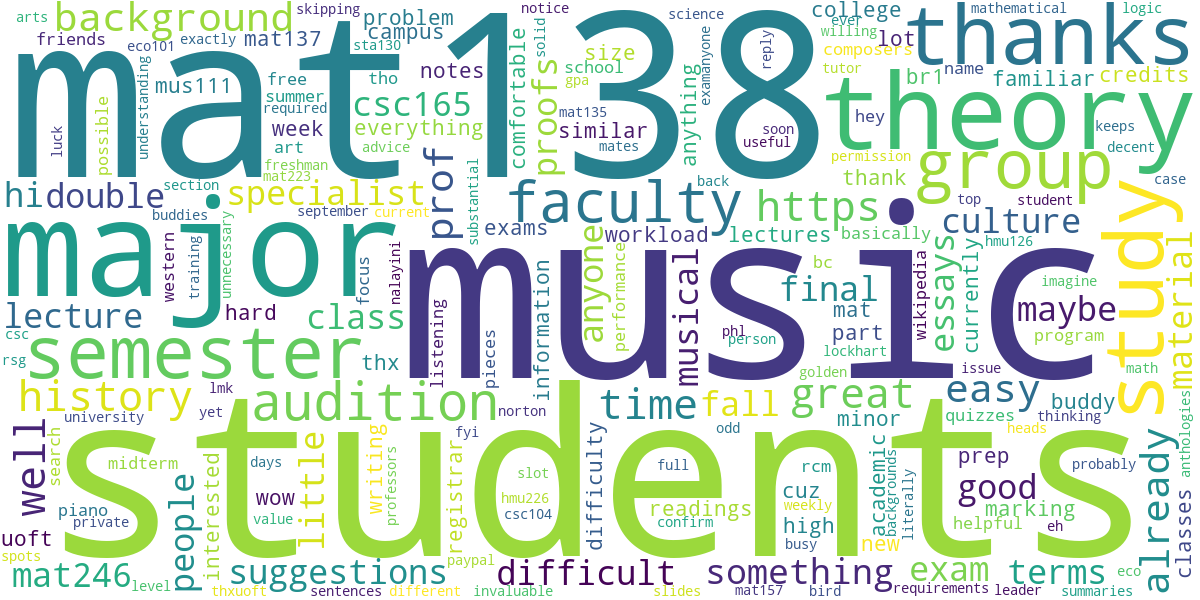 mat138
music
students
theory
thanks
major
study
group
faculty
semester
audition
background
history
double
specialist
prof
https
culture
time
great
fall
easy
well
already
little
people
something
suggestions
difficult
exam
terms
good
maybe
material
essays
musical
anyone
final
class
lecture
hi
mat246
csc165
proofs
size
similar
notes
campus
problem
college
lot
familiar
credits
br1
name
composers
willing
ever
science
mathematical
logic
tutor
notice
skipping
arts
friends
eco101
exactly
mat137
sta130
tho
mus111
free
summer
required
week
art
everything
advice
freshman
mat223
luck
possible
understanding
school
solid
gpa
mat135
mates
comfortable
anything
examanyone
reply
soon
useful
hey
keeps
decent
permission
thank
case
section
buddies
september
current
substantial
exams
workload
lectures
basically
back
top
student
hmu126
currently
wikipedia
western
training
unnecessary
focus
nalayini
hard
listening
pieces
information
performance
bc
mat
part
phl
person
lockhart
golden
issue
imagine
program
math
anthologies
csc
rsg
thx
lmk
university
yet
fyi
norton
odd
minor
buddy
quizzes
thinking
heads
search
midterm
interested
days
wow
value
writing
professors
registrar
slot
hmu226
csc104
difficulty
full
readings
confirm
rcm
cuz
weekly
high
busy
academic
backgrounds
literally
new
prep
marking
helpful
eh
probably
classes
piano
private
uoft
spots
level
thxuoft
sentences
different
paypal
invaluable
slides
mat157
bird
requirements
leader
eco
summaries